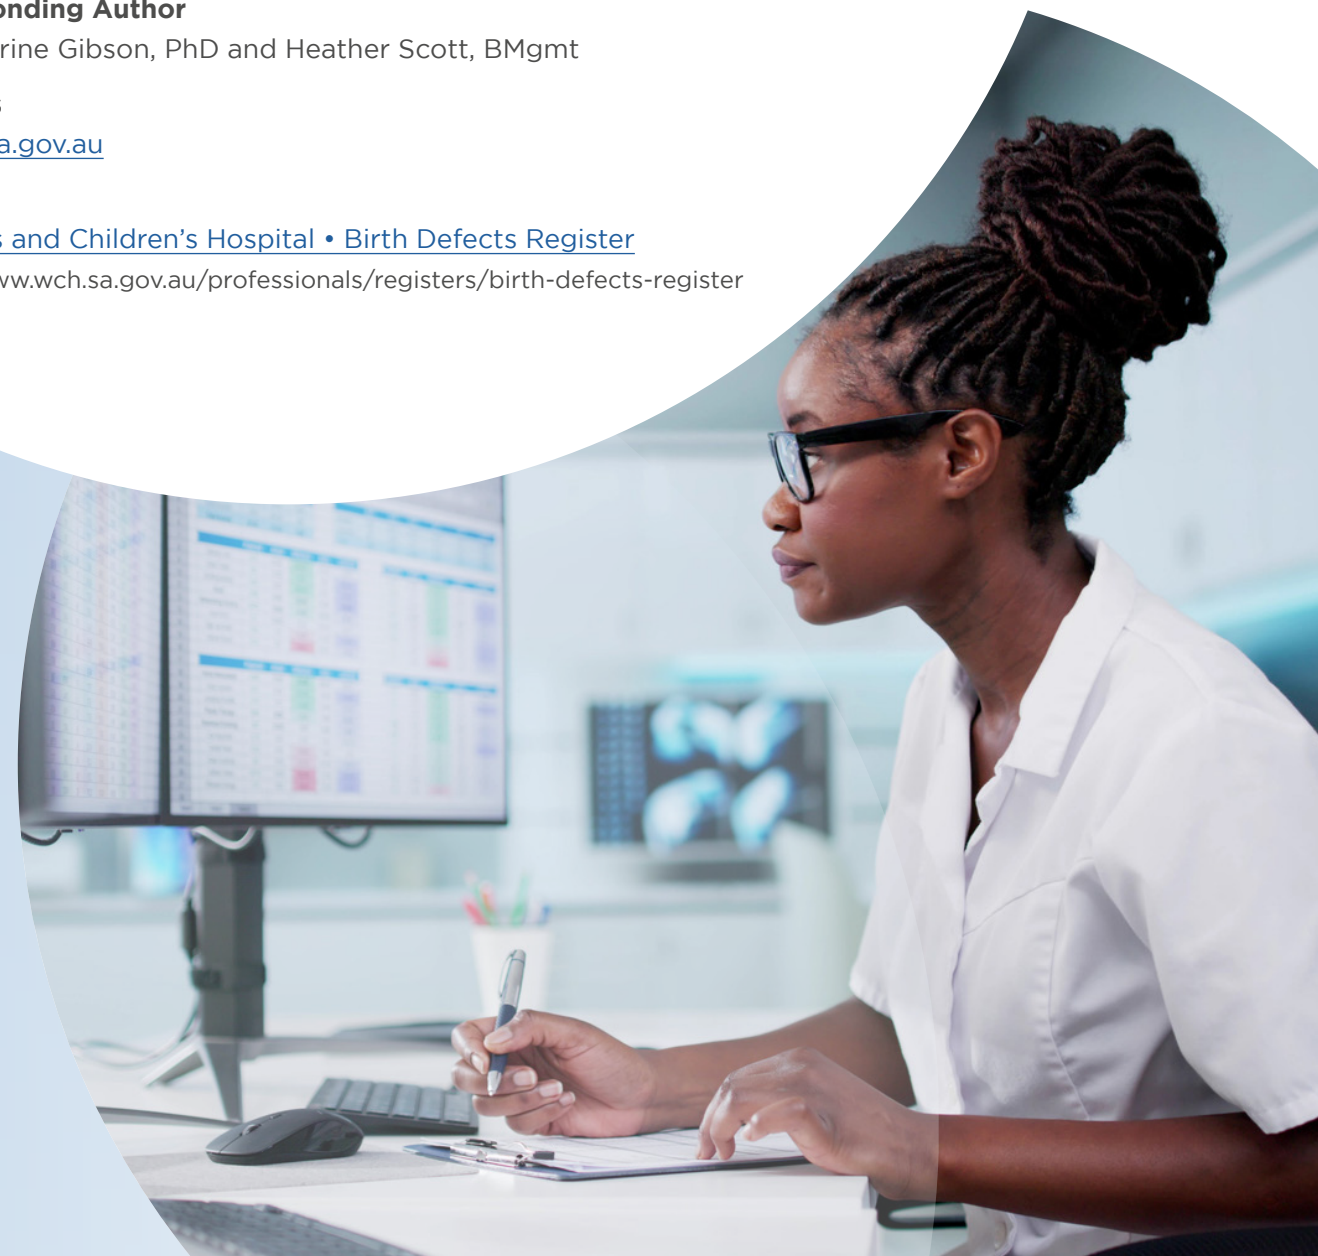 onding Author
rine Gibson, PhD and Heather Scott, BMgmt
s
a.gov.au
s and Children's Hospital • Birth Defects Register
ww.wch.sa.gov.au/professionals/registers/birth-defects-register